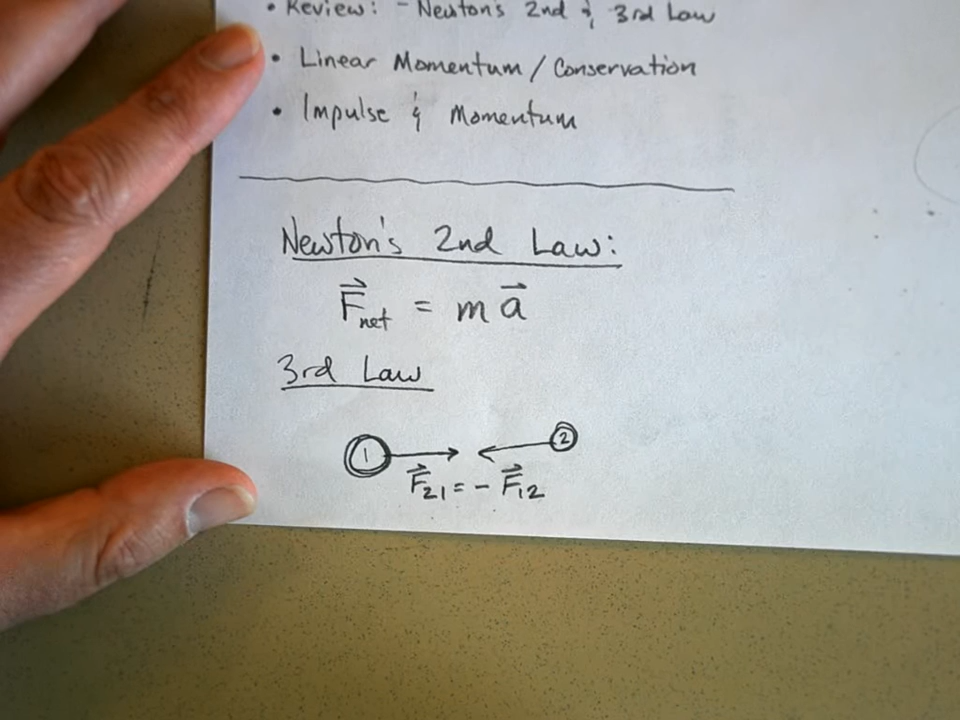 • Review: - Newton's 2nd & 3rd Law
• Linear Momentum / Conservation
• Impulse & Momentum
Newton's 2nd Law:
F⃗net = m a⃗
3rd Law
1 2
F⃗21 = - F⃗12